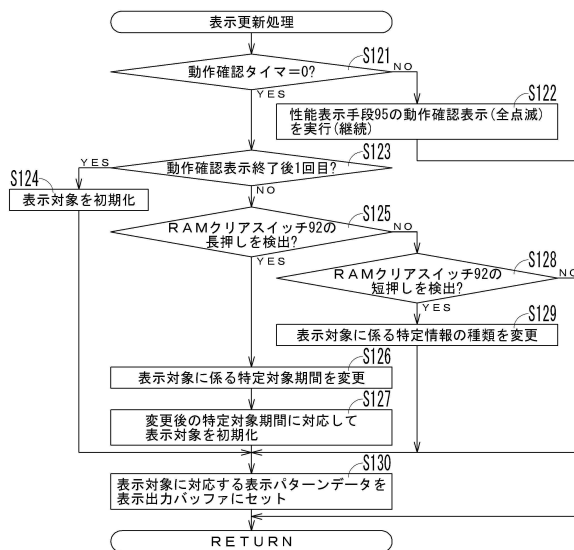 表示更新処理
S121
動作確認タイマ=0?
NO
YES
S122
性能表示手段95の動作確認表示(全点滅)
を実行(継続)
S123
動作確認表示終了後1回目?
YES
NO
S124
表示対象を初期化
S125
RAMクリアスイッチ92の
長押しを検出?
NO
YES
S128
RAMクリアスイッチ92の
短押しを検出?
NO
YES
S129
表示対象に係る特定情報の種類を変更
S126
表示対象に係る特定対象期間を変更
S127
変更後の特定対象期間に対応して
表示対象を初期化
S130
表示対象に対応する表示パターンデータを
表示出力バッファにセット
RETURN